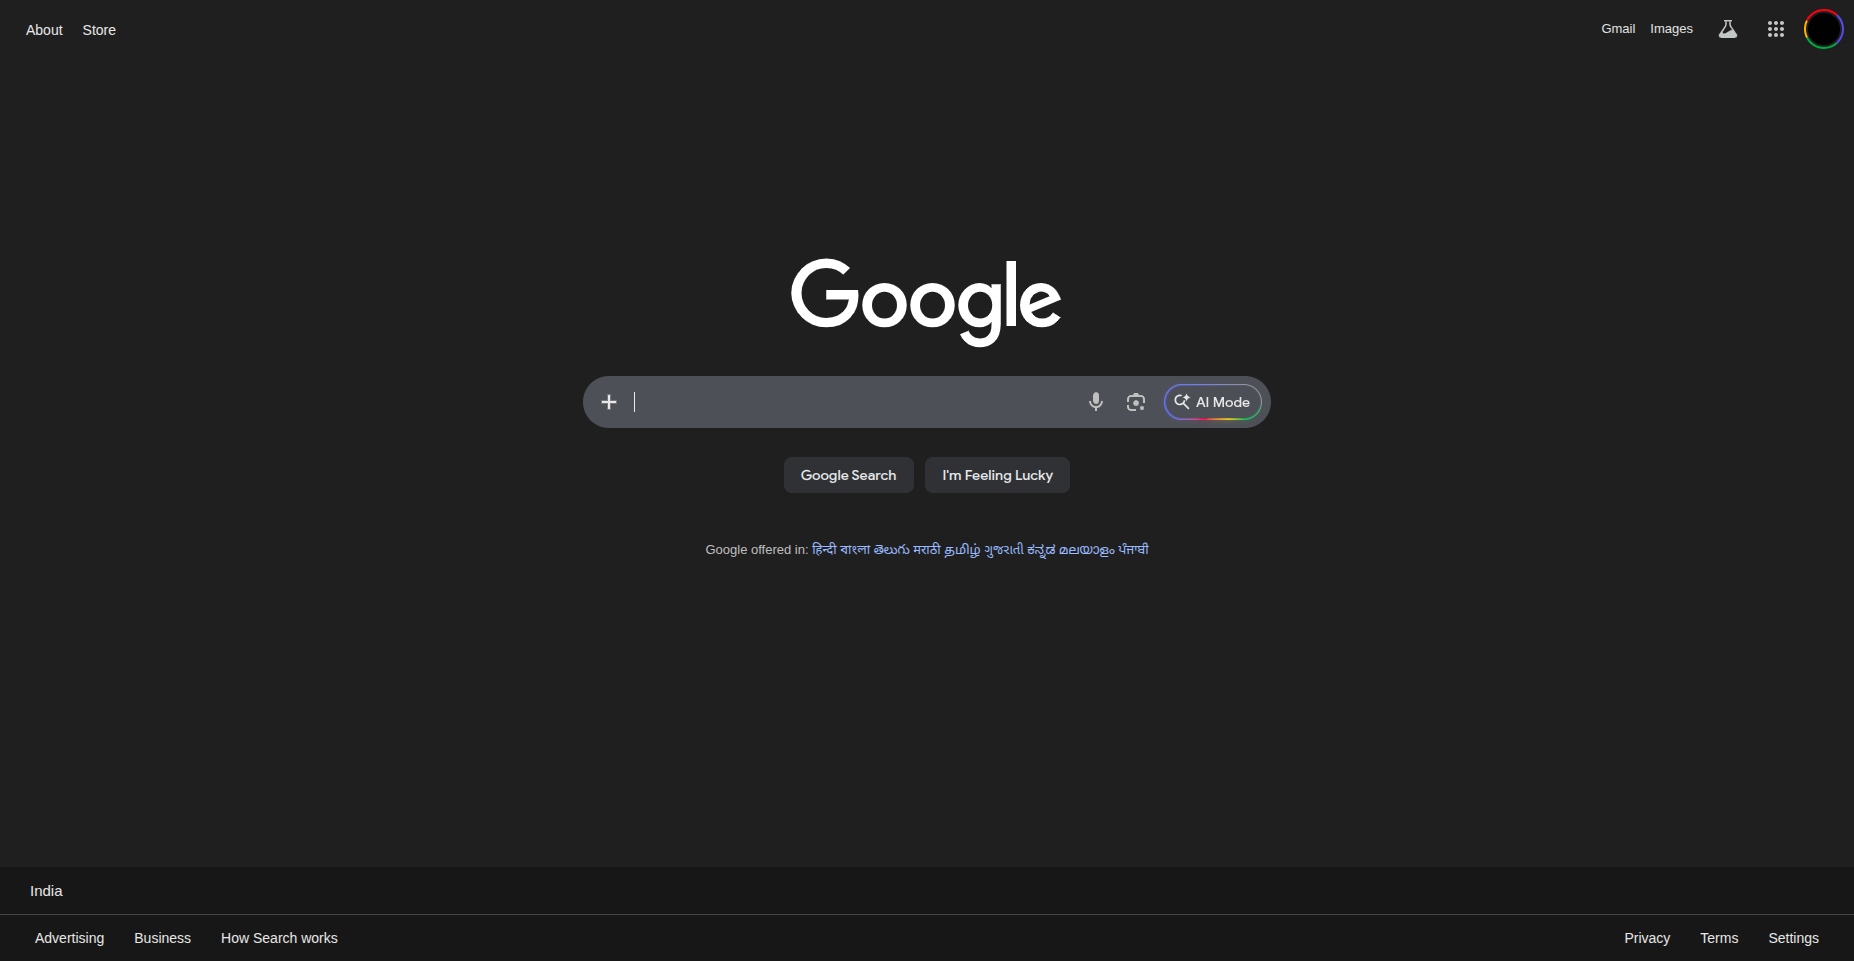 About Store Gmail Images
Google
AI Mode
Google Search I'm Feeling Lucky
Google offered in: हिन्दी বাংলা తెలుగు मराठी தமிழ் ગુજરાતી ಕನ್ನಡ മലയാളം ਪੰਜਾਬੀ
India
Advertising Business How Search works Privacy Terms Settings